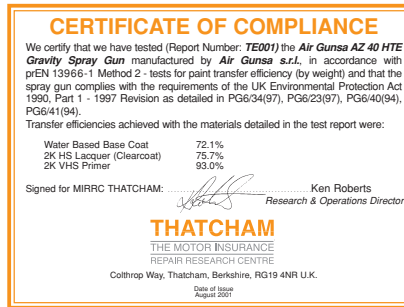 CERTIFICATE OF COMPLIANCE
We certify that we have tested (Report Number: TE001) the Air Gunsa AZ 40 HTE
Gravity Spray Gun manufactured by Air Gunsa s.r.l., in accordance with
prEN 13966-1 Method 2 - tests for paint transfer efficiency (by weight) and that the
spray gun complies with the requirements of the UK Environmental Protection Act
1990, Part 1 - 1997 Revision as detailed in PG6/34(97), PG6/23(97), PG6/40(94),
PG6/41(94).
Transfer efficiencies achieved with the materials detailed in the test report were:
Water Based Base Coat 72.1%
2K HS Lacquer (Clearcoat) 75.7%
2K VHS Primer 93.0%
Signed for MIRRC THATCHAM: Ken Roberts
Research & Operations Director
THATCHAM
THE MOTOR INSURANCE
REPAIR RESEARCH CENTRE
Colthrop Way, Thatcham, Berkshire, RG19 4NR U.K.
Date of Issue
August 2001